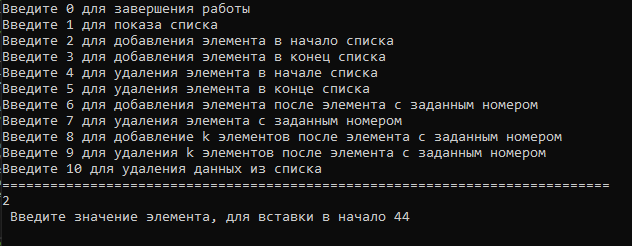 Введите 0 для завершения работы
Введите 1 для показа списка
Введите 2 для добавления элемента в начало списка
Введите 3 для добавления элемента в конец списка
Введите 4 для удаления элемента в начале списка
Введите 5 для удаления элемента в конце списка
Введите 6 для добавления элемента после элемента с заданным номером
Введите 7 для удаления элемента с заданным номером
Введите 8 для добавление k элементов после элемента с заданным номером
Введите 9 для удаления k элементов после элемента с заданным номером
Введите 10 для удаления данных из списка
============================================================================
2
 Введите значение элемента, для вставки в начало 44